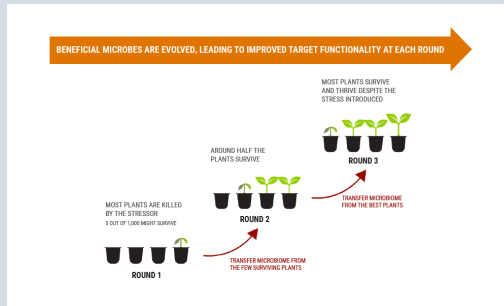 BENEFICIAL MICROBES ARE EVOLVED, LEADING TO IMPROVED TARGET FUNCTIONALITY AT EACH ROUND
MOST PLANTS SURVIVE
AND THRIVE DESPITE THE
STRESS INTRODUCED
ROUND 3
AROUND HALF THE
PLANTS SURVIVE
TRANSFER MICROBIOME
FROM THE BEST PLANTS
ROUND 2
MOST PLANTS ARE KILLED
BY THE STRESSOR
5 OUT OF 1,000 MIGHT SURVIVE
TRANSFER MICROBIOME FROM
THE FEW SURVIVING PLANTS
ROUND 1